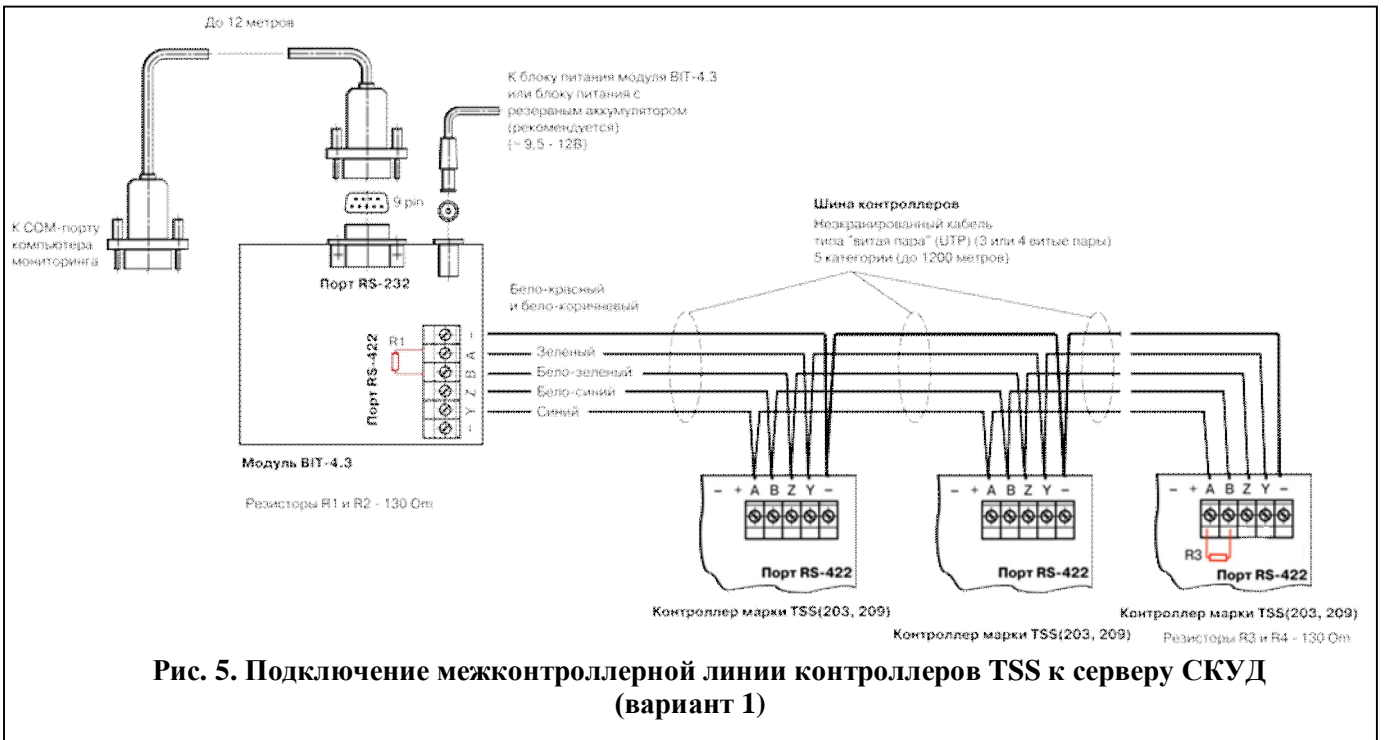 До 12 метров
К блоку питания модуля BIT-4.3
или блоку питания с
резервным аккумулятором
(рекомендуется)
(~ 9,5 - 12В)
9 pin
К COM-порту
компьютера
мониторинга
Порт RS-232
Шина контроллеров
Неэкранированный кабель
типа "витая пара" (UTP) (3 или 4 витые пары)
5 категории (до 1200 метров)
Бело-красный
и бело-коричневый
R1
Порт RS-422
– A B Z Y –
Зеленый
Бело-зеленый
Бело-синий
Синий
Модуль BIT-4.3
Резисторы R1 и R2 - 130 Om
– + A B Z Y –
Порт RS-422
Контроллер марки TSS(203, 209)
– + A B Z Y –
Порт RS-422
Контроллер марки TSS(203, 209)
– + A B Z Y –
R3
Порт RS-422
Контроллер марки TSS(203, 209)
Резисторы R3 и R4 - 130 Om
Рис. 5. Подключение межконтроллерной линии контроллеров TSS к серверу СКУД
(вариант 1)